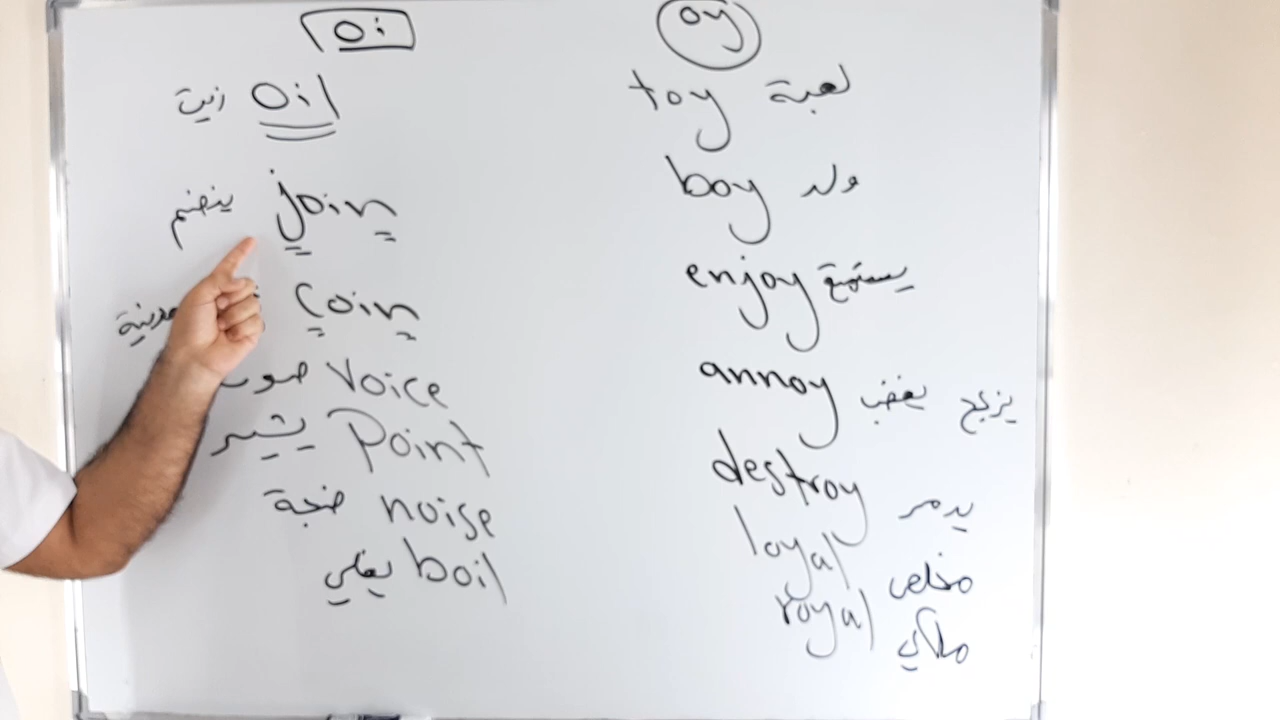 oi
oil زيت
join ينضم
coin
voice صوت
point يشير
noise ضجة
boil يغلي
oy
toy لعبة
boy ولد
enjoy يستمتع
annoy يزعج يغضب
destroy يدمر
loyal مخلص
royal ملكي